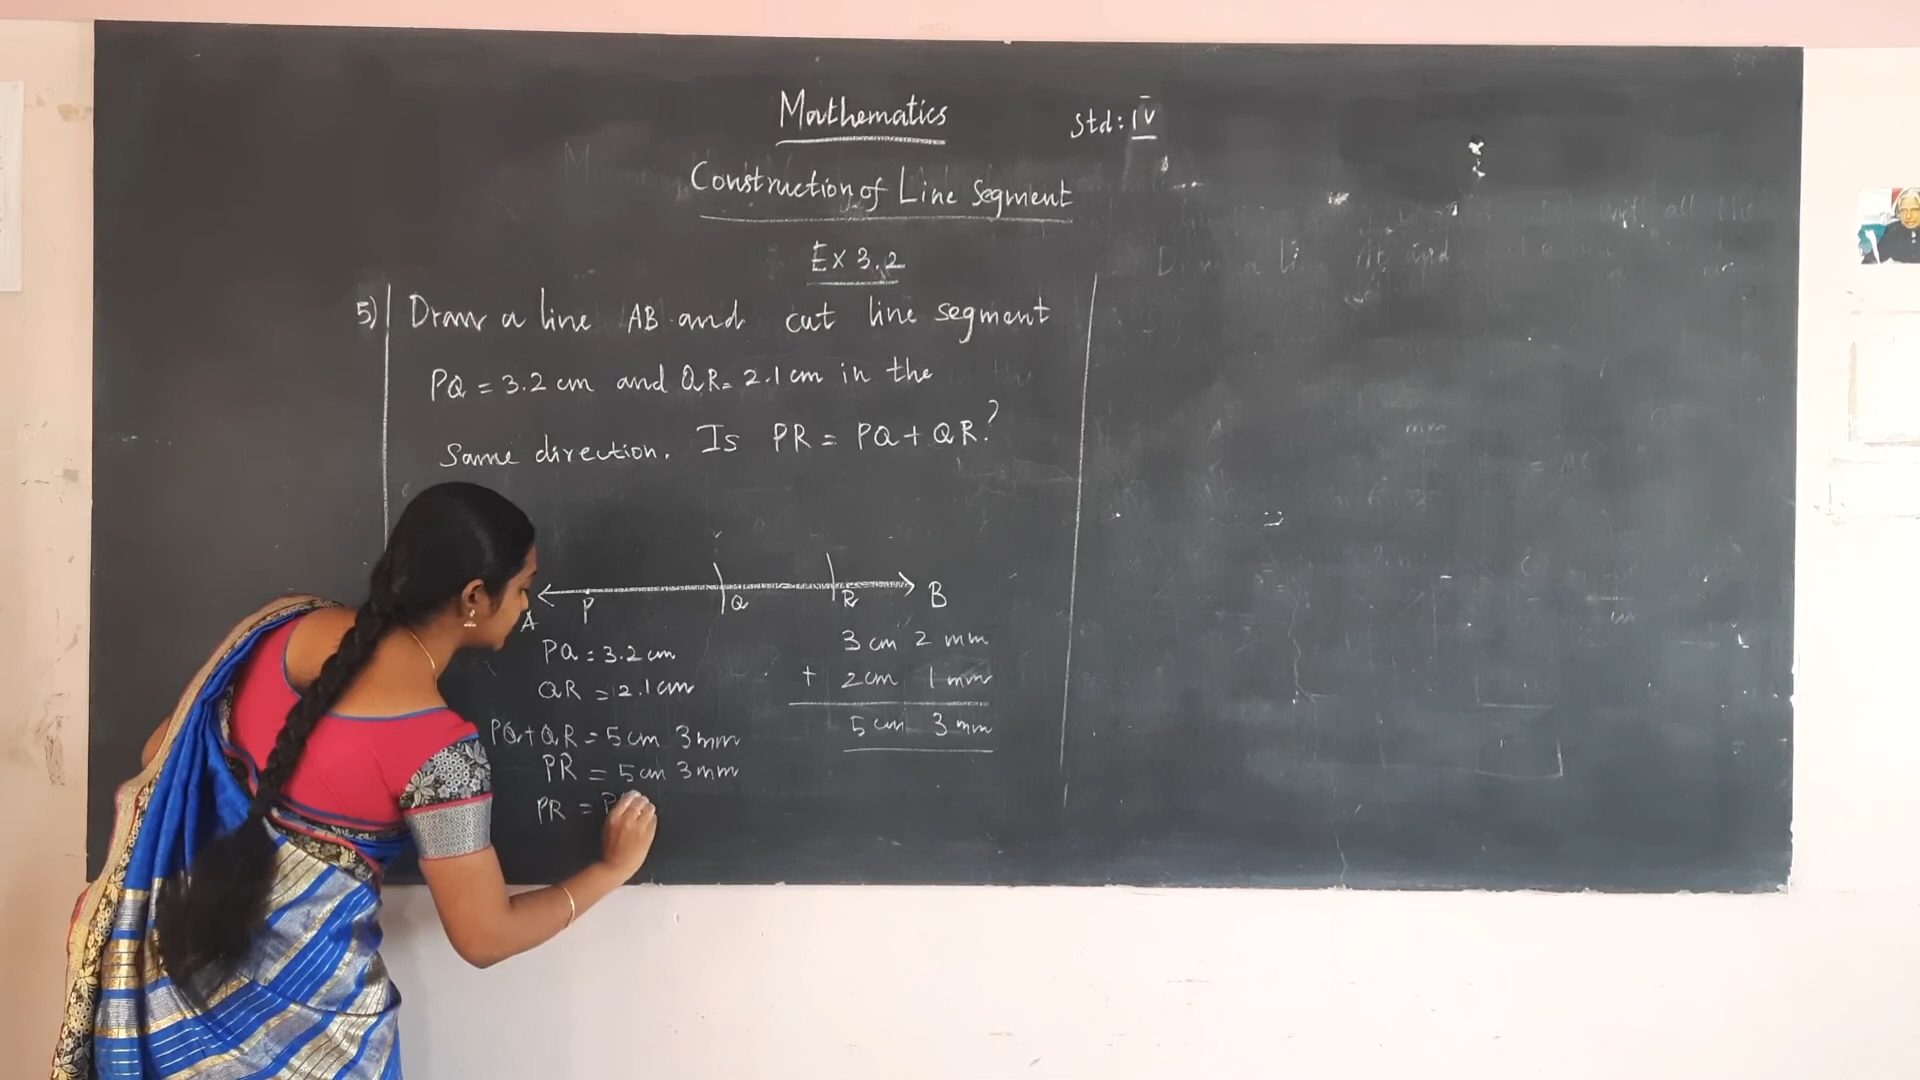 Mathematics
Std: IV
Construction of Line Segment
Ex 3.2
5) Draw a line AB and cut line segment
PQ = 3.2 cm and QR = 2.1 cm in the
Same direction. Is PR = PQ + QR?
A P Q R B
PQ = 3.2 cm
QR = 2.1 cm
PQ + QR = 5 cm 3 mm
PR = 5 cm 3 mm
PR =
3 cm 2 mm
+ 2 cm 1 mm
5 cm 3 mm